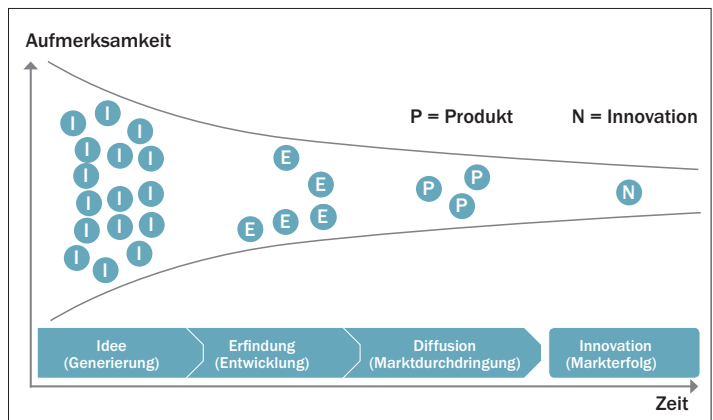 Aufmerksamkeit
P = Produkt N = Innovation
I I I
I I I
I
I I I
I I I
I I I
E
E
E E E
P P
P
N
Idee
(Generierung)
Erfindung
(Entwicklung)
Diffusion
(Marktdurchdringung)
Innovation
(Markterfolg)
Zeit